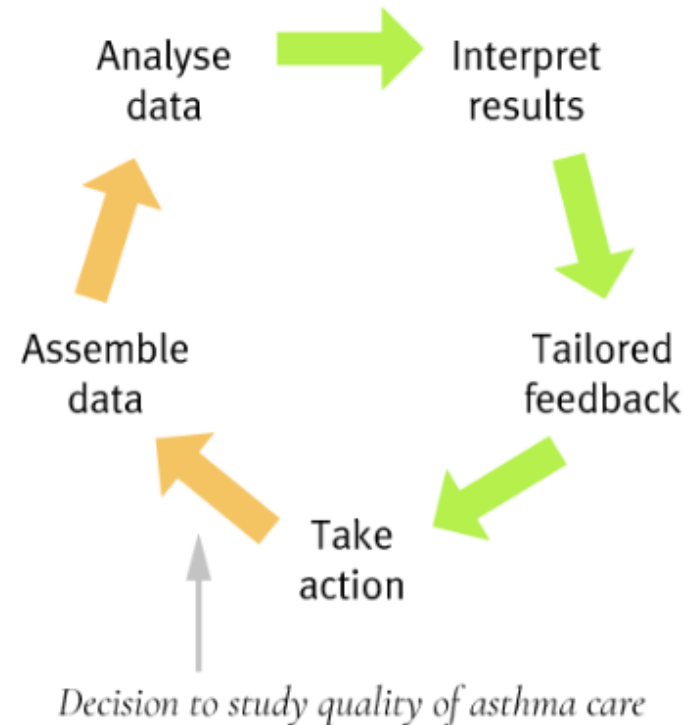 Analyse
data
Interpret
results
Tailored
feedback
Take
action
Assemble
data
Decision to study quality of asthma care